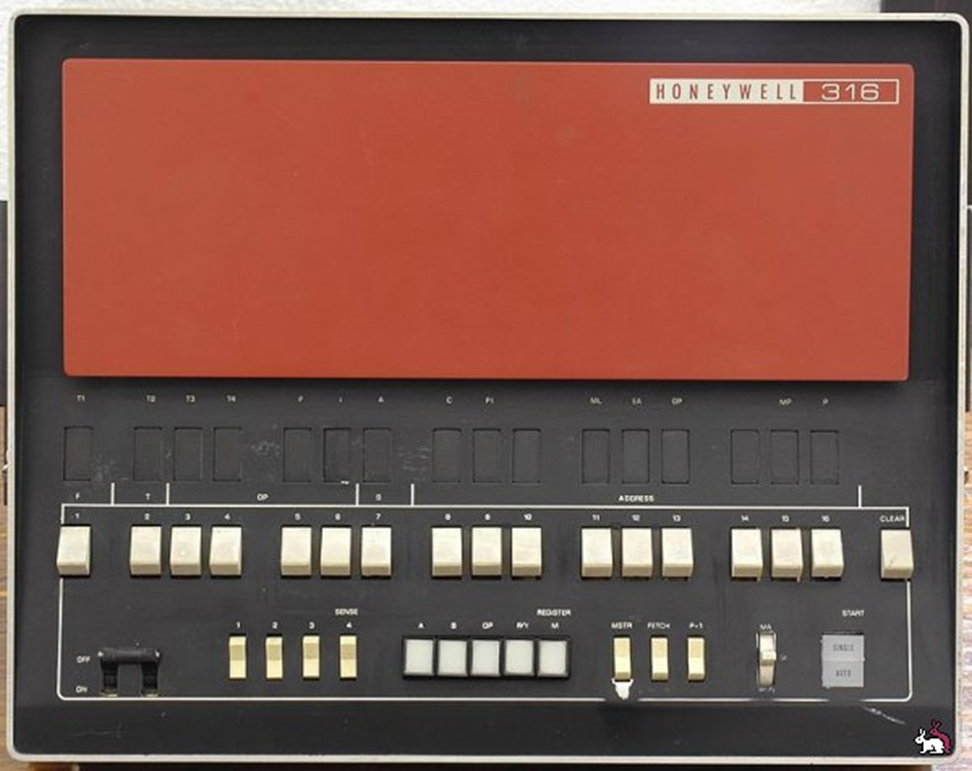 HONEYWELL 316
T1 T2 T3 T4 F I A C P1 ML EA OP MP P
F T OP S ADDRESS
1 2 3 4 5 6 7 8 9 10 11 12 13 14 15 16 CLEAR
SENSE REGISTER START
1 2 3 4 A B OP P/Y M MSTR FETCH P+1 MA
SINGLE
OFF
AUTO
ON